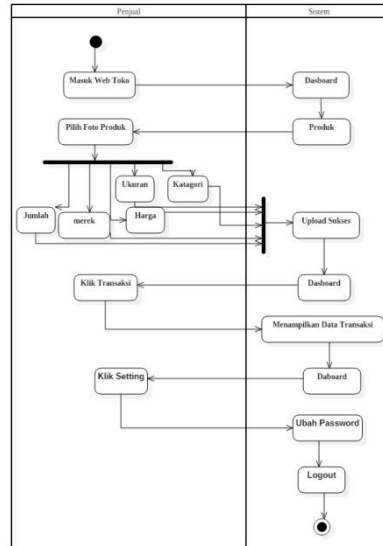 Penjual Sistem
Masuk Web Toko Dasboard
Pilih Foto Produk Produk
Ukuran Katagori
Jumlah merek Harga Upload Sukses
Klik Transaksi Dasboard
Menampilkan Data Transaksi
Klik Setting Daboard
Ubah Password
Logout